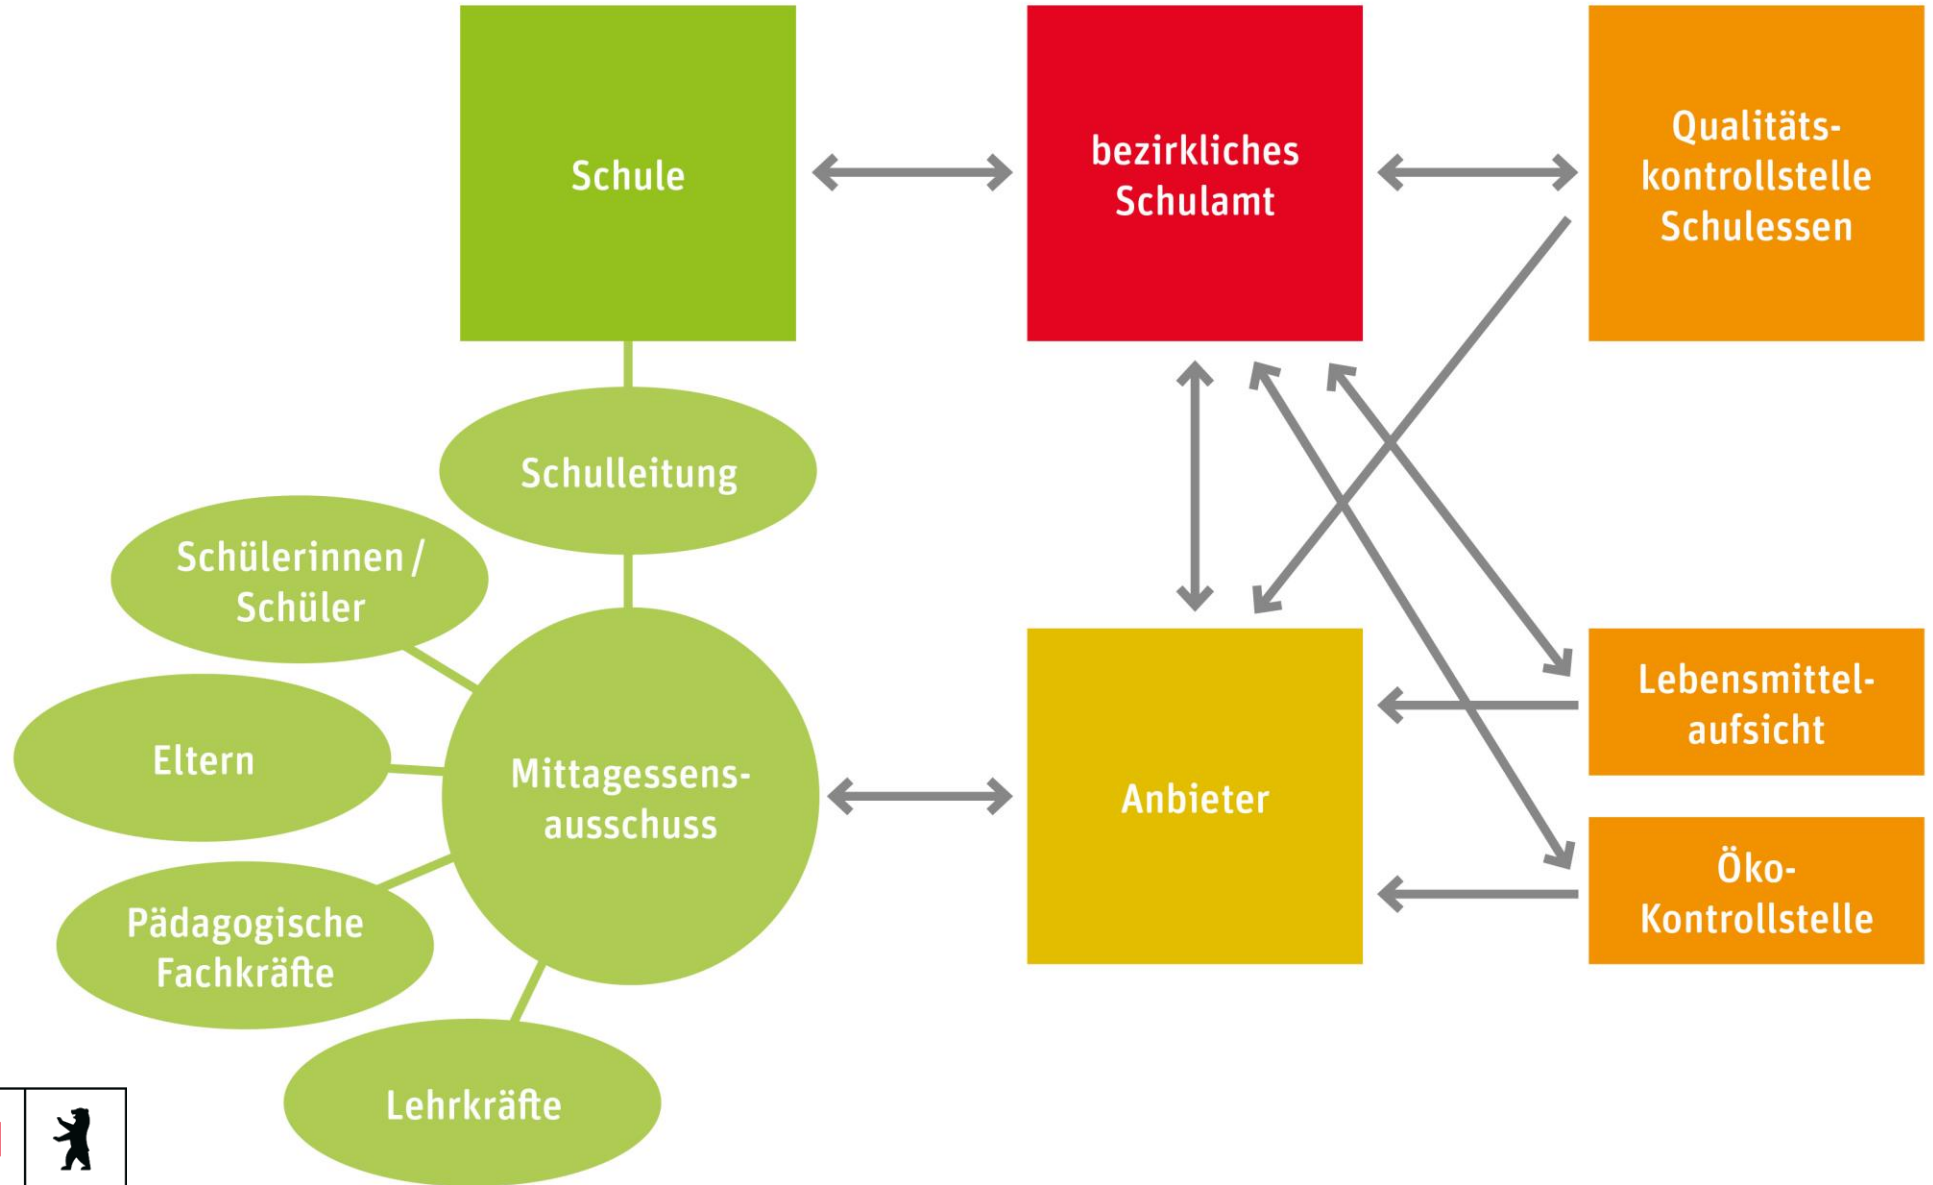 Schule
bezirkliches
Schulamt
Qualitäts-
kontrollstelle
Schulessen
Schulleitung
Schülerinnen /
Schüler
Eltern
Mittagessens-
ausschuss
Pädagogische
Fachkräfte
Lehrkräfte
Anbieter
Lebensmittel-
aufsicht
Öko-
Kontrollstelle